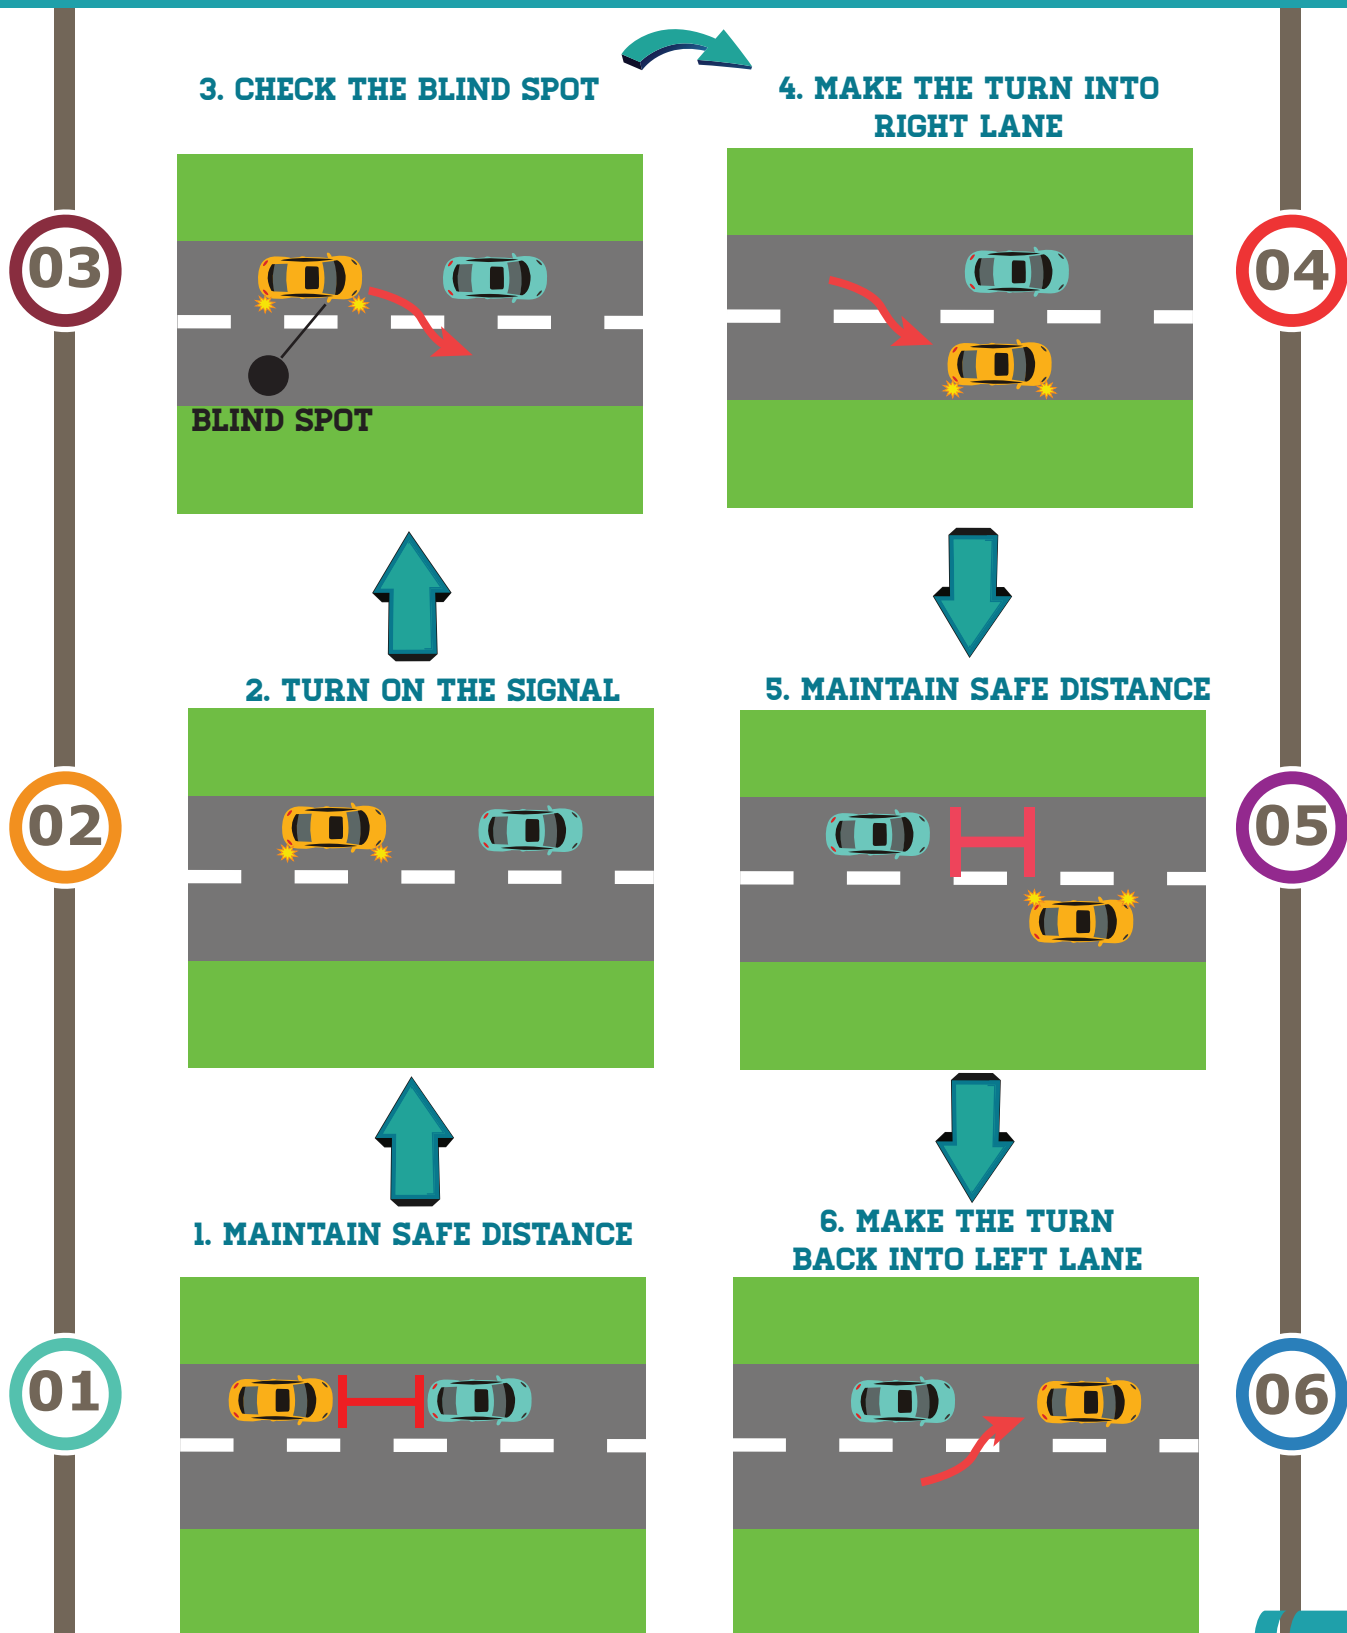 3. CHECK THE BLIND SPOT
4. MAKE THE TURN INTO
RIGHT LANE
03
04
BLIND SPOT
2. TURN ON THE SIGNAL
5. MAINTAIN SAFE DISTANCE
02
05
1. MAINTAIN SAFE DISTANCE
6. MAKE THE TURN
BACK INTO LEFT LANE
01
06